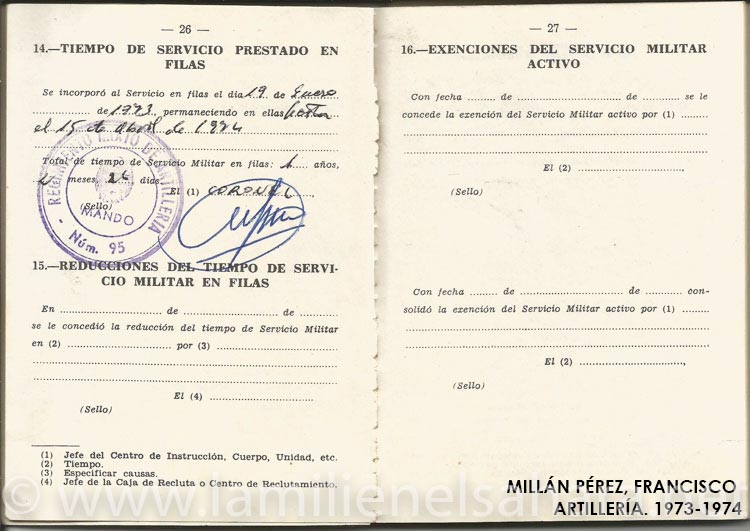 — 26 —
14.—TIEMPO DE SERVICIO PRESTADO EN
FILAS
Se incorporó al Servicio en filas el dia 19 de Enero
de 1973 permaneciendo en ellas hasta
el 15 de abril de 1974
Total de tiempo de Servicio Militar en filas: 1 años,
2 meses, 26 dias
El (1) CORONEL,
(Sello)
REGIMIENTO MIXTO DE ARTILLERIA
MANDO
- Núm. 95
15.—REDUCCIONES DEL TIEMPO DE SERVI-
CIO MILITAR EN FILAS
En ........ de ........ de ........
se le concedió la reducción del tiempo de Servicio Militar
en (2) ........ por (3) ........
El (4) ........
(Sello)
(1) Jefe del Centro de Instrucción, Cuerpo, Unidad, etc.
(2) Tiempo.
(3) Especificar causas.
(4) Jefe de la Caja de Recluta o Centro de Reclutamiento.
— 27 —
16.—EXENCIONES DEL SERVICIO MILITAR
ACTIVO
Con fecha ........ de ........ de ........ se le
concede la exención del Servicio Militar activo por (1) ........
El (2) ........,
(Sello)
Con fecha ........ de ........ de ........ con-
solidó la exención del Servicio Militar activo por (1) ........
El (2) ........,
(Sello)
MILLÁN PÉREZ, FRANCISCO
ARTILLERÍA. 1973-1974